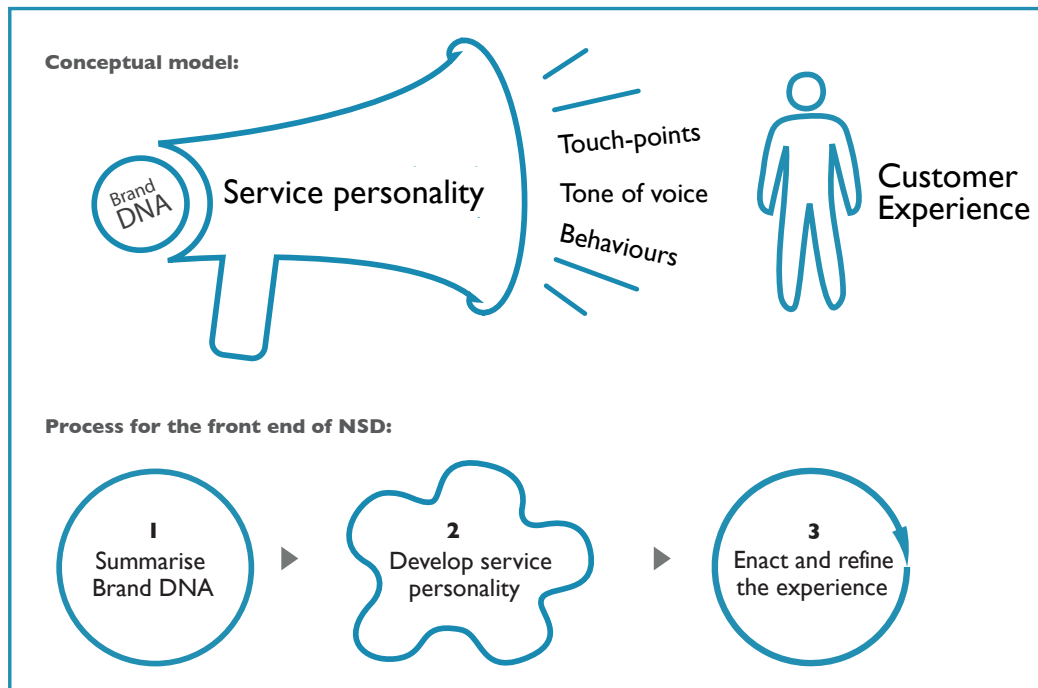 Conceptual model:
Brand
DNA
Service personality
Touch-points
Tone of voice
Behaviours
Customer
Experience
Process for the front end of NSD:
1
Summarise
Brand DNA
2
Develop service
personality
3
Enact and refine
the experience